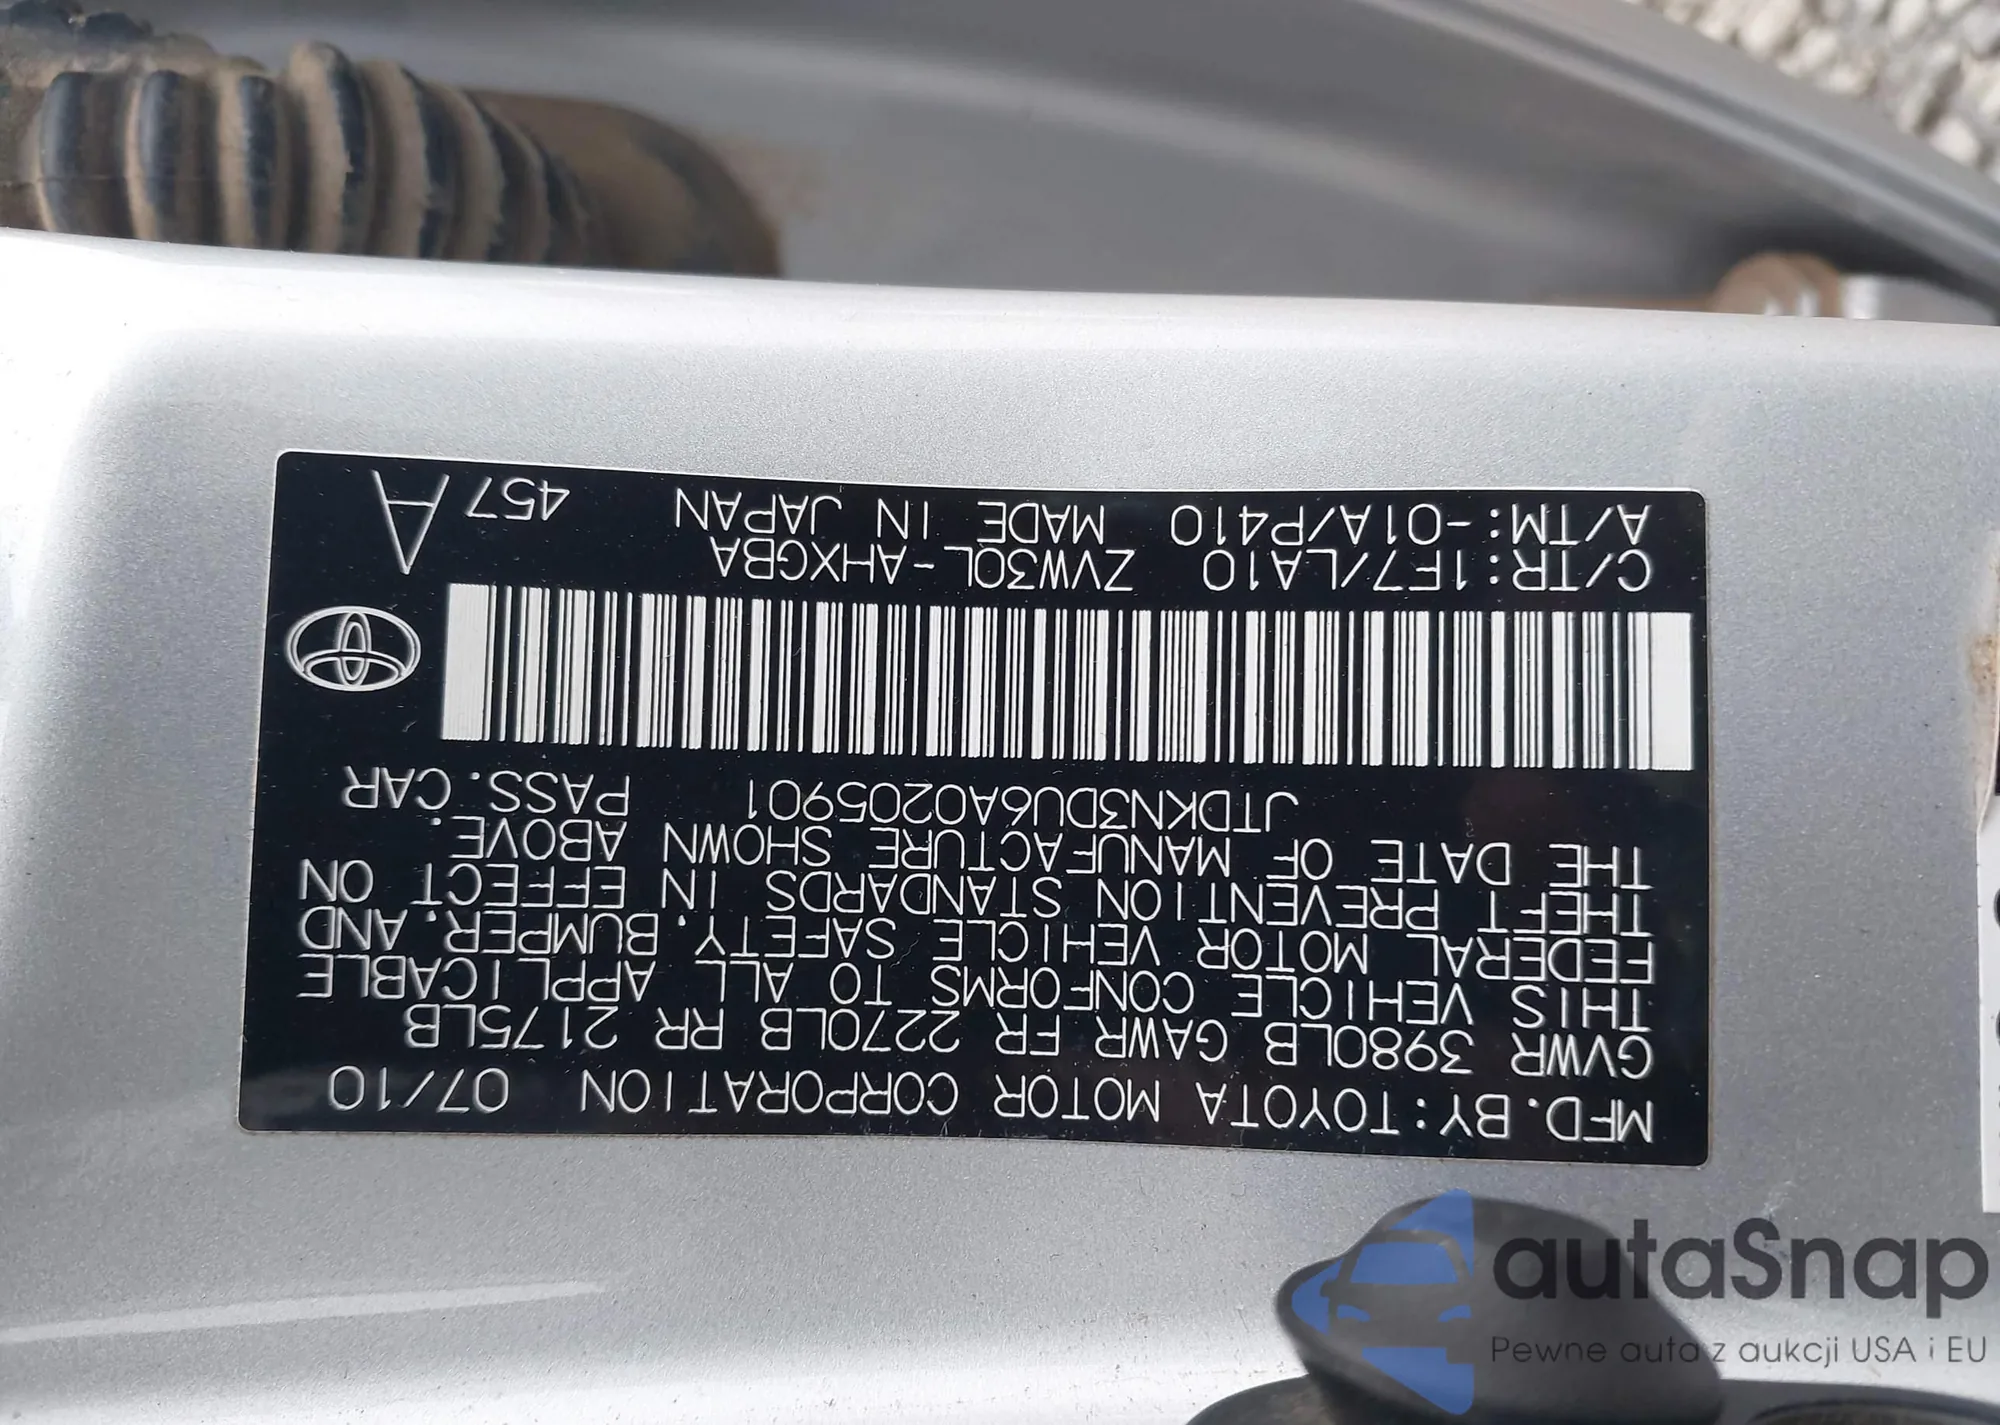 MFD. BY: TOYOTA MOTOR CORPORATION 07/10
GVWR 3980LB GAWR FR 2270LB RR 2175LB
THIS VEHICLE CONFORMS TO ALL APPLICABLE
FEDERAL MOTOR VEHICLE SAFETY, BUMPER, AND
THEFT PREVENTION STANDARDS IN EFFECT ON
THE DATE OF MANUFACTURE SHOWN ABOVE.
JTDKN3DU6A0205901 PASS. CAR
C/TR: 1F7/LA10 ZVW30L-AHXGBA
A/TM: -01A/P410 MADE IN JAPAN 457 A
autaSnap
Pewne auta z aukcji USA i EU